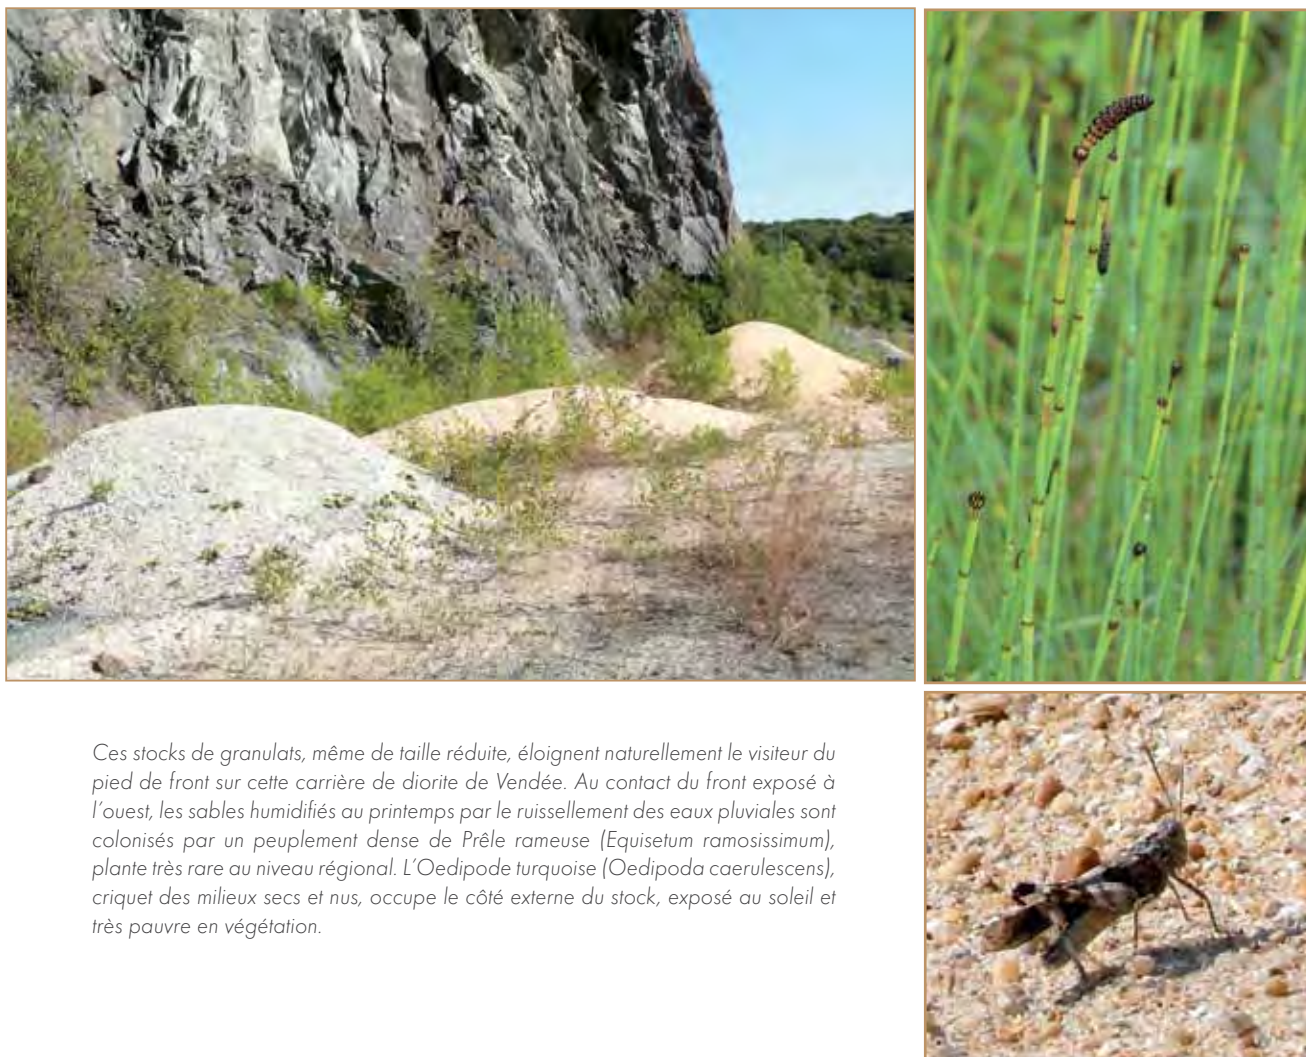 Ces stocks de granulats, même de taille réduite, éloignent naturellement le visiteur du
pied de front sur cette carrière de diorite de Vendée. Au contact du front exposé à
l’ouest, les sables humidifiés au printemps par le ruissellement des eaux pluviales sont
colonisés par un peuplement dense de Prêle rameuse (Equisetum ramosissimum),
plante très rare au niveau régional. L’Oedipode turquoise (Oedipoda caerulescens),
criquet des milieux secs et nus, occupe le côté externe du stock, exposé au soleil et
très pauvre en végétation.